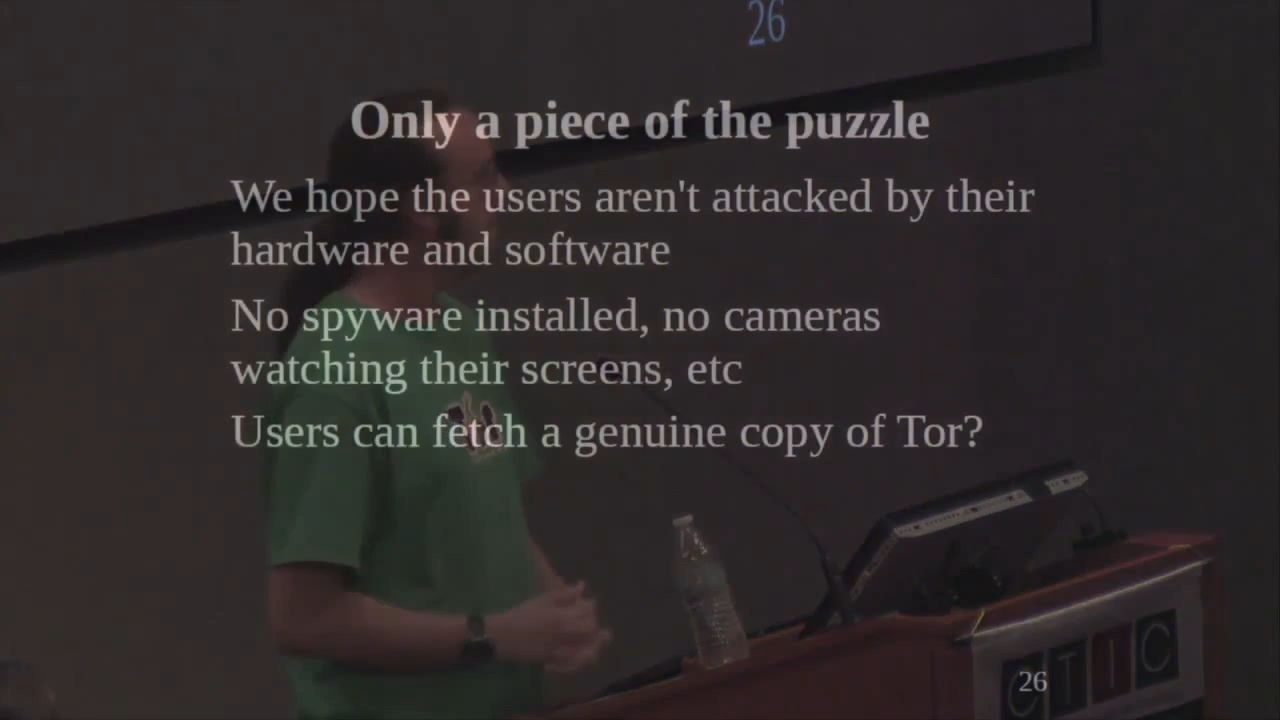 26
Only a piece of the puzzle
We hope the users aren't attacked by their
hardware and software
No spyware installed, no cameras
watching their screens, etc
Users can fetch a genuine copy of Tor?
CTIC
26